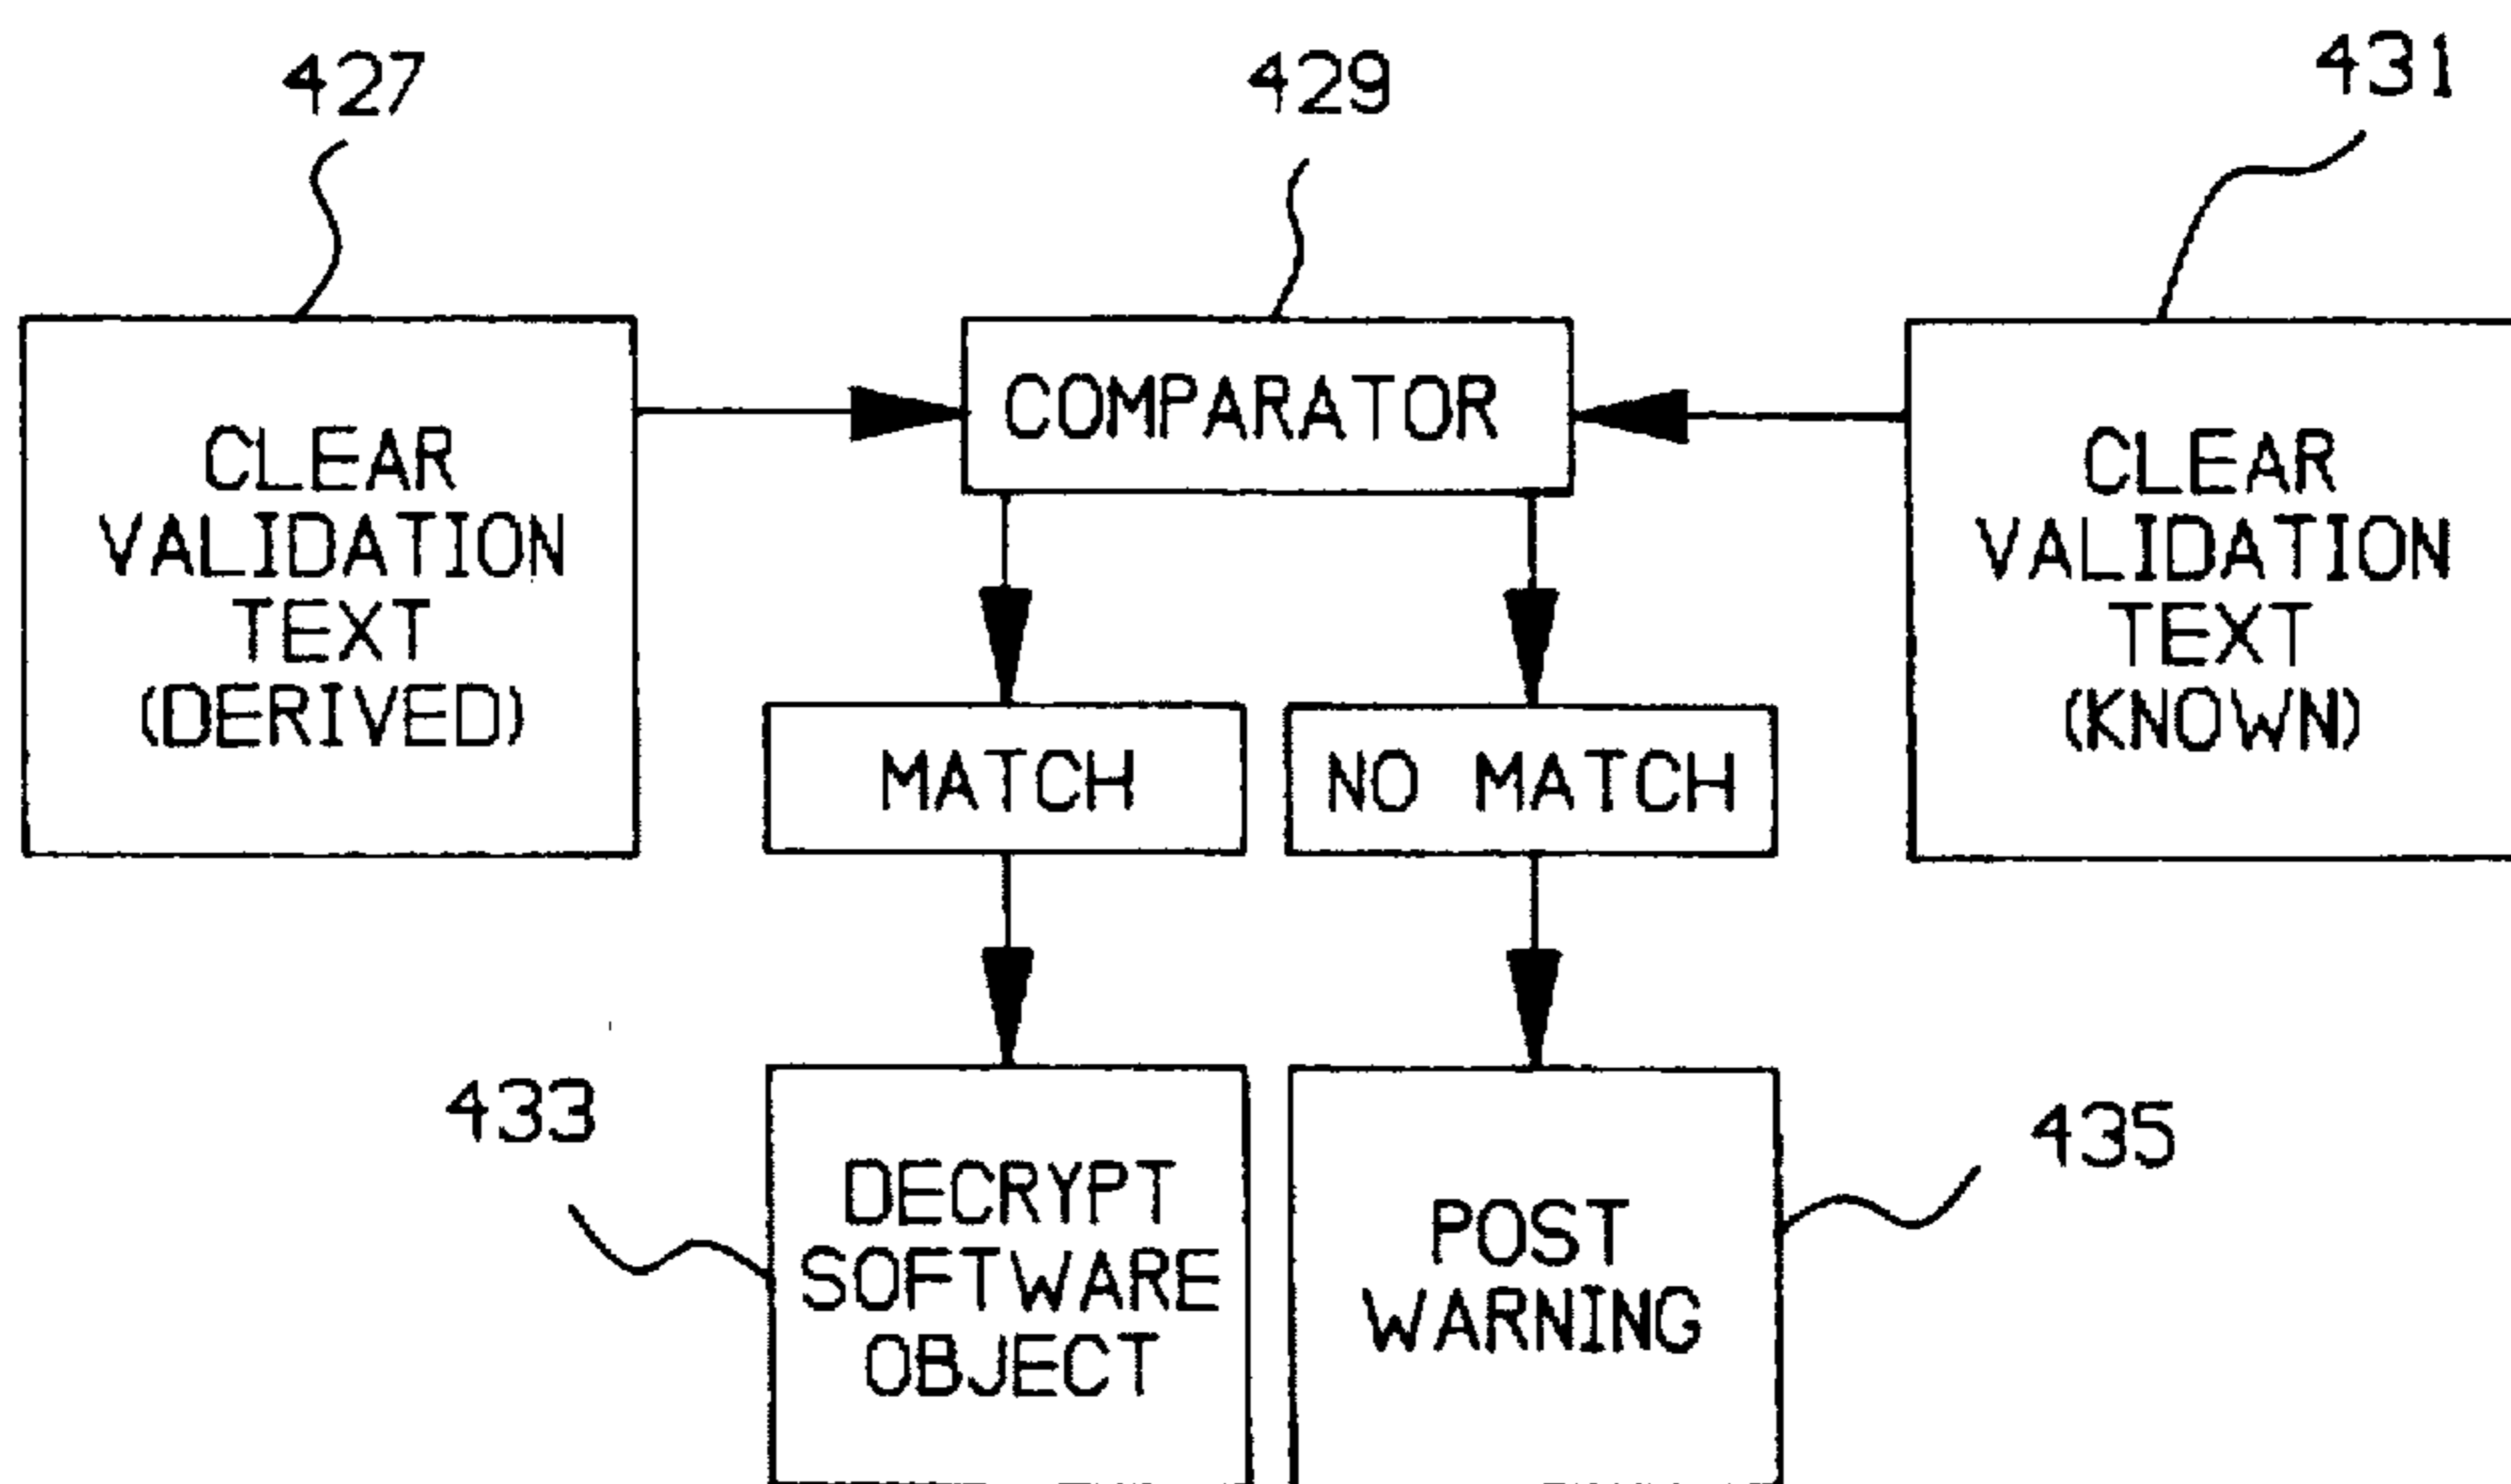 427
429
431
COMPARATOR
CLEAR
VALIDATION
TEXT
(DERIVED)
CLEAR
VALIDATION
TEXT
(KNOWN)
MATCH
NO MATCH
433
435
DECRYPT
SOFTWARE
OBJECT
POST
WARNING